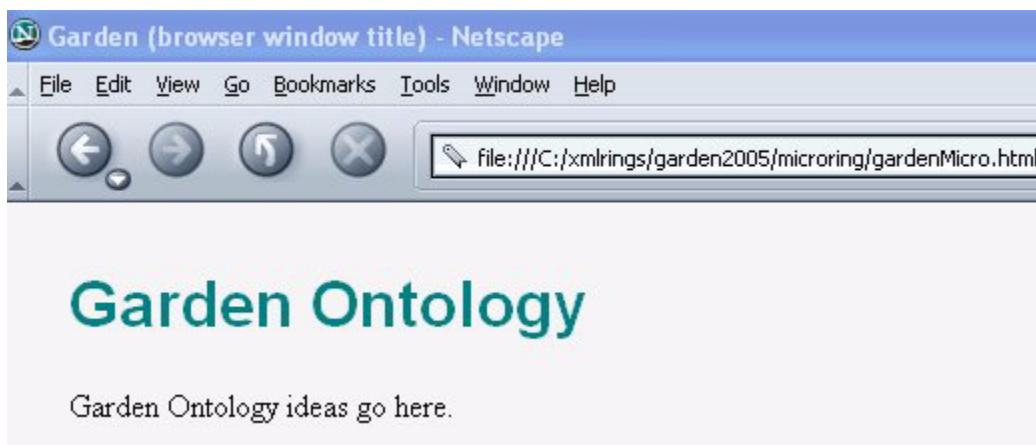 Garden (browser window title) - Netscape
File Edit View Go Bookmarks Tools Window Help
file:///C:/xmlrings/garden2005/microring/gardenMicro.html
Garden Ontology
Garden Ontology ideas go here.